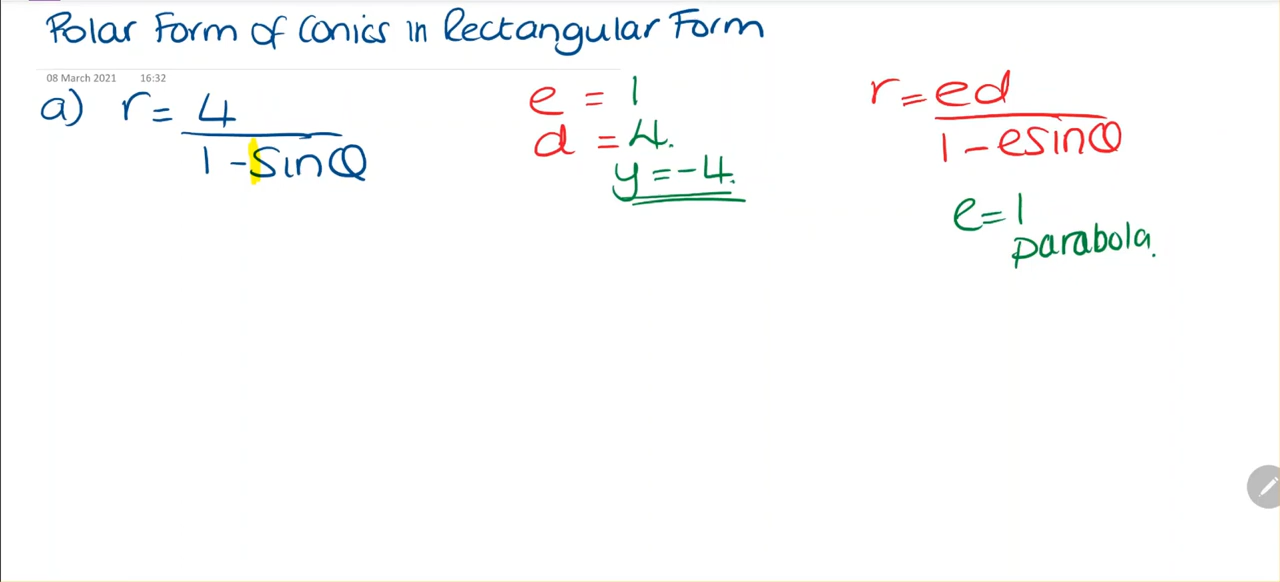 Polar Form of Conics in Rectangular Form
08 March 2021 16:32
a) r = 4 / 1 - sinθ
e = 1
d = 4.
y = -4.
r = ed / 1 - esinθ
e = 1
parabola.